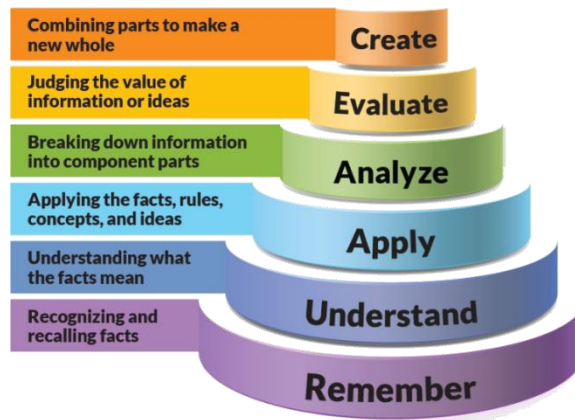 Combining parts to make a
new whole
Create
Judging the value of
information or ideas
Evaluate
Breaking down information
into component parts
Analyze
Applying the facts, rules,
concepts, and ideas
Apply
Understanding what
the facts mean
Understand
Recognizing and
recalling facts
Remember